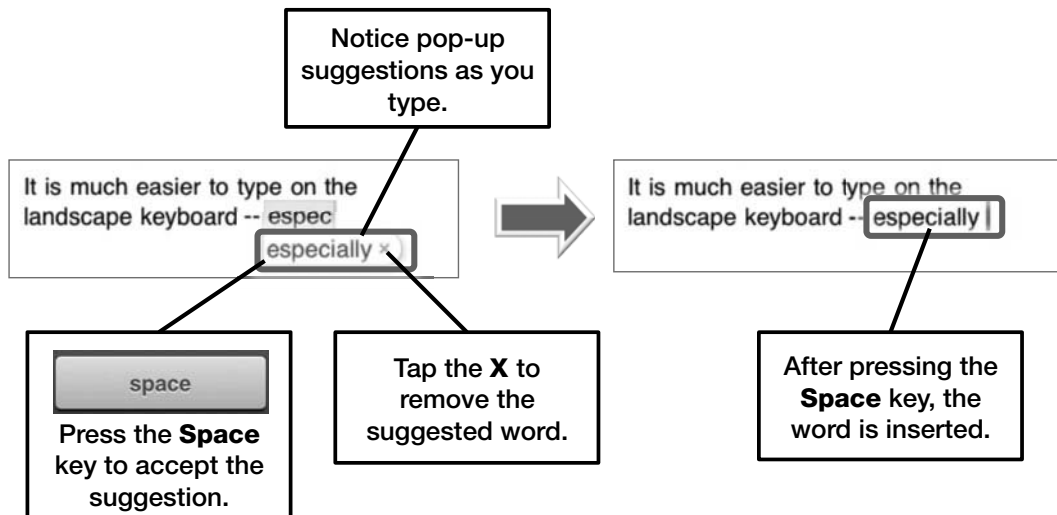 Notice pop-up
suggestions as you
type.
It is much easier to type on the
landscape keyboard -- espec
especially ×
It is much easier to type on the
landscape keyboard -- especially
space
Press the Space
key to accept the
suggestion.
Tap the X to
remove the
suggested word.
After pressing the
Space key, the
word is inserted.